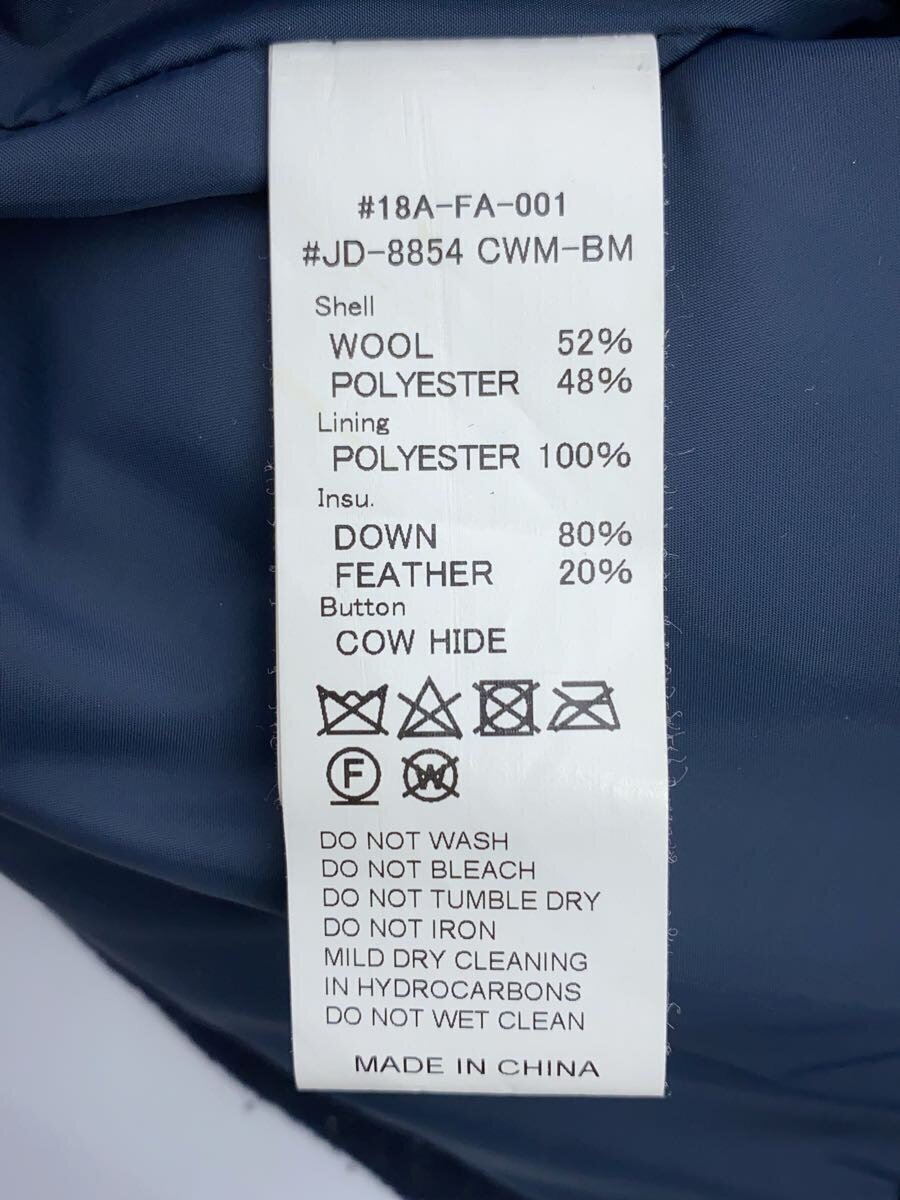 #18A-FA-001
#JD-8854 CWM-BM
Shell
WOOL 52%
POLYESTER 48%
Lining
POLYESTER 100%
Insu.
DOWN 80%
FEATHER 20%
Button
COW HIDE
F W
DO NOT WASH
DO NOT BLEACH
DO NOT TUMBLE DRY
DO NOT IRON
MILD DRY CLEANING
IN HYDROCARBONS
DO NOT WET CLEAN
MADE IN CHINA